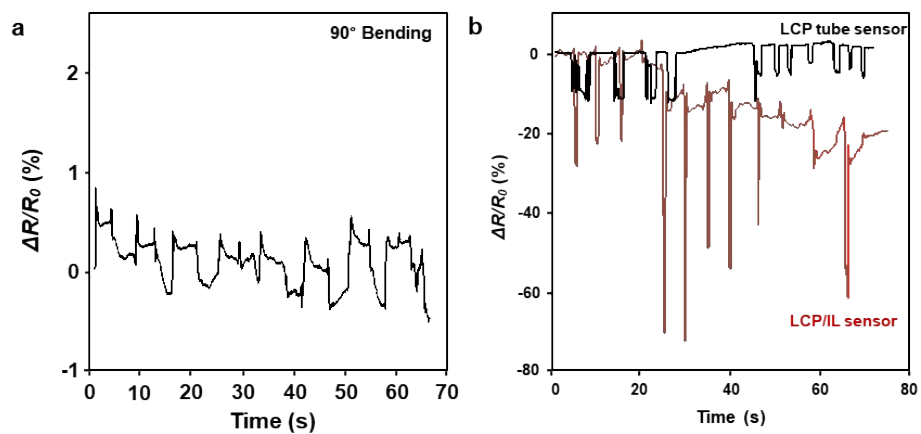 a
90° Bending
2
1
0
-1
0 10 20 30 40 50 60 70
Time (s)
ΔR/R0 (%)
b
LCP tube sensor
0
-20
-40
-60
-80
0 20 40 60 80
Time (s)
ΔR/R0 (%)
LCP/IL sensor